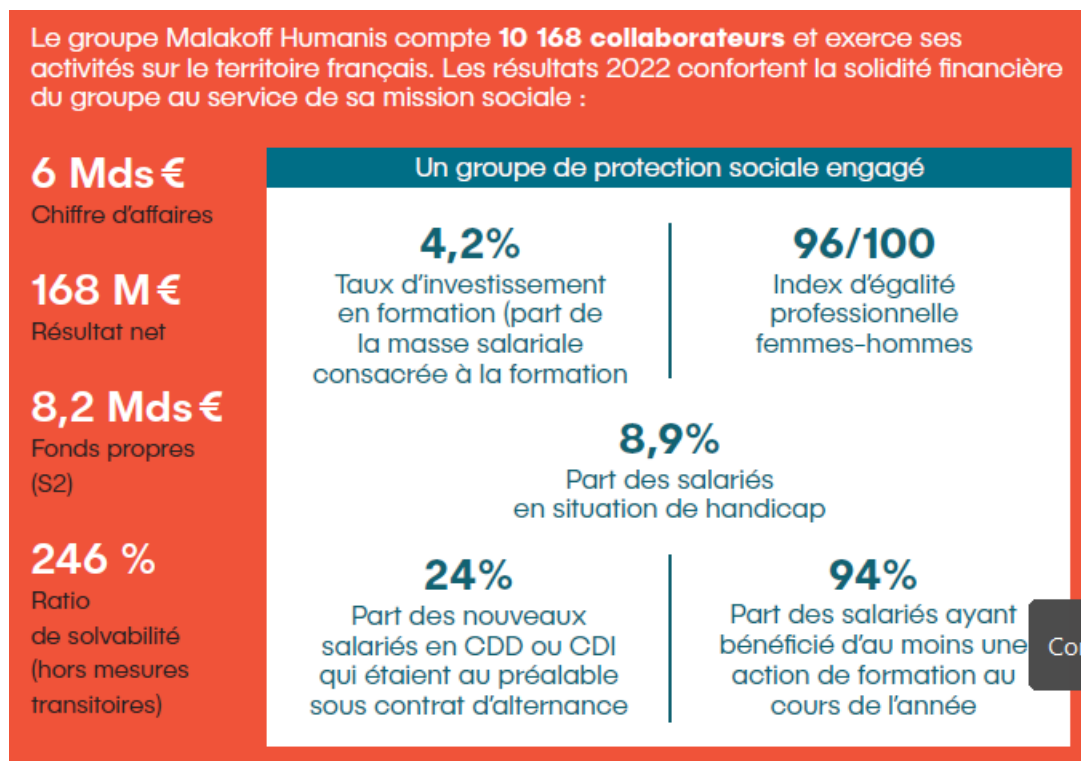 Le groupe Malakoff Humanis compte 10 168 collaborateurs et exerce ses
activités sur le territoire français. Les résultats 2022 confortent la solidité financière
du groupe au service de sa mission sociale :
6 Mds €
Chiffre d'affaires
168 M €
Résultat net
8,2 Mds €
Fonds propres
(S2)
246 %
Ratio
de solvabilité
(hors mesures
transitoires)
Un groupe de protection sociale engagé
4,2%
Taux d'investissement
en formation (part de
la masse salariale
consacrée à la formation
96/100
Index d'égalité
professionnelle
femmes-hommes
8,9%
Part des salariés
en situation de handicap
24%
Part des nouveaux
salariés en CDD ou CDI
qui étaient au préalable
sous contrat d'alternance
94%
Part des salariés ayant
bénéficié d'au moins une
action de formation au
cours de l'année